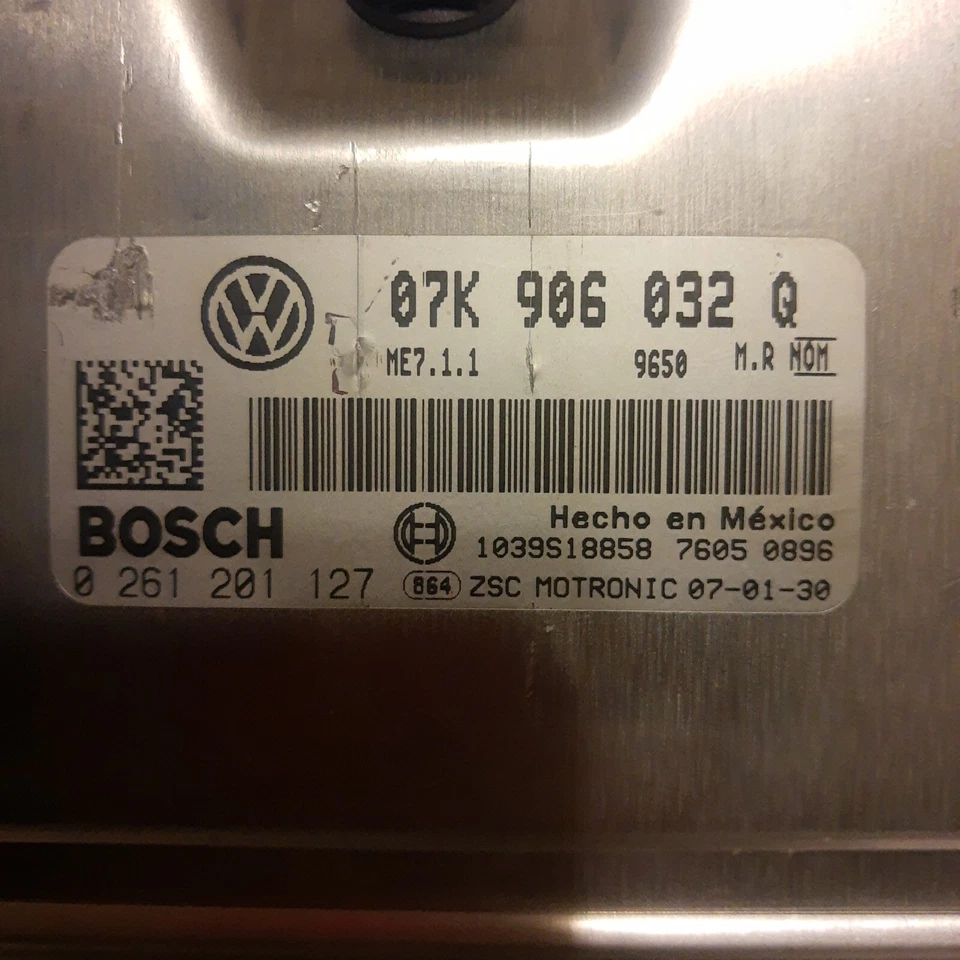 07K 906 032 Q
ME7.1.1 9650 M.R NOM
BOSCH Hecho en México
1039S18858 7605 0896
0 261 201 127 864 ZSC MOTRONIC 07-01-30